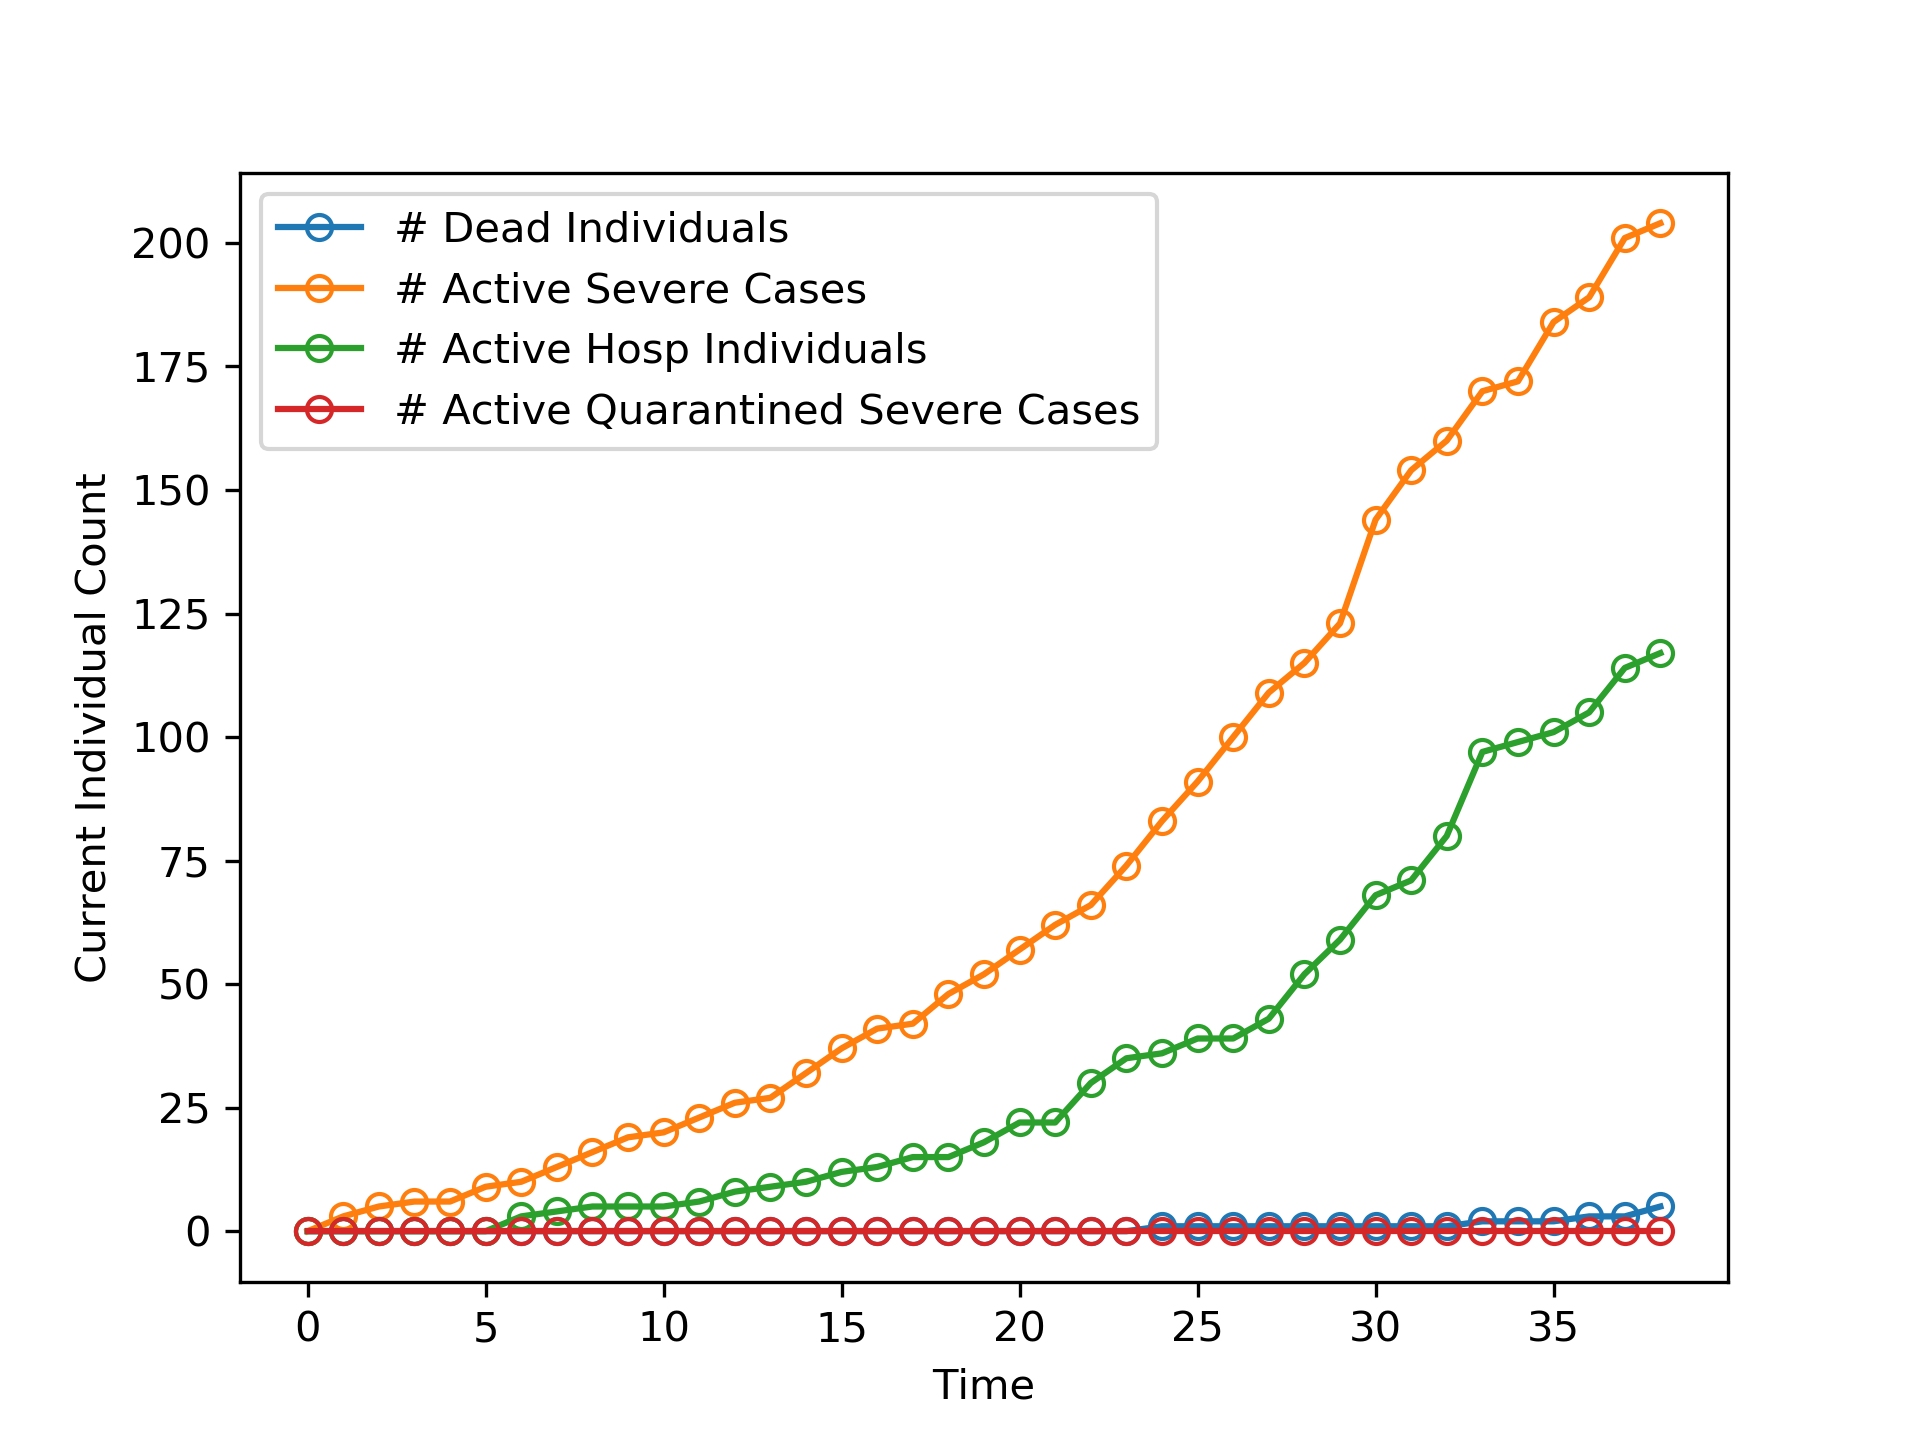 # Dead Individuals
# Active Severe Cases
# Active Hosp Individuals
# Active Quarantined Severe Cases
200
175
150
125
100
75
50
25
0
Current Individual Count
0 5 10 15 20 25 30 35
Time